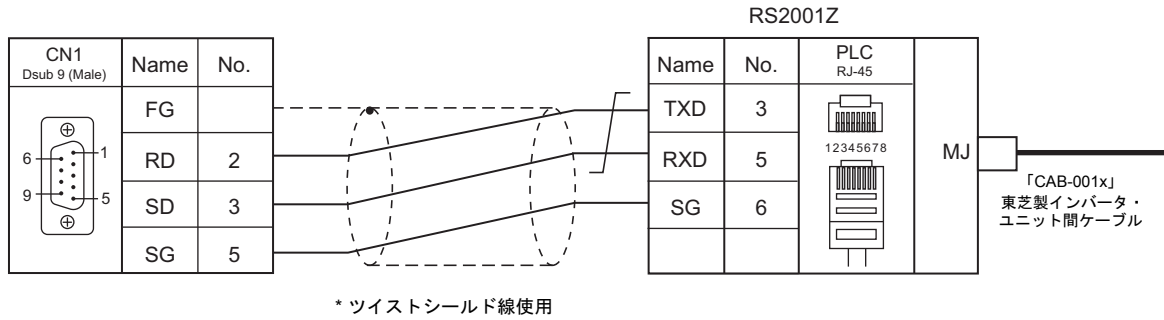 RS2001Z
CN1
Dsub 9 (Male)
Name
No.
FG
RD
2
SD
3
SG
5
6
1
9
5
Name
No.
PLC
RJ-45
TXD
3
RXD
5
SG
6
12345678
MJ
「CAB-001x」
東芝製インバータ・
ユニット間ケーブル
* ツイストシールド線使用